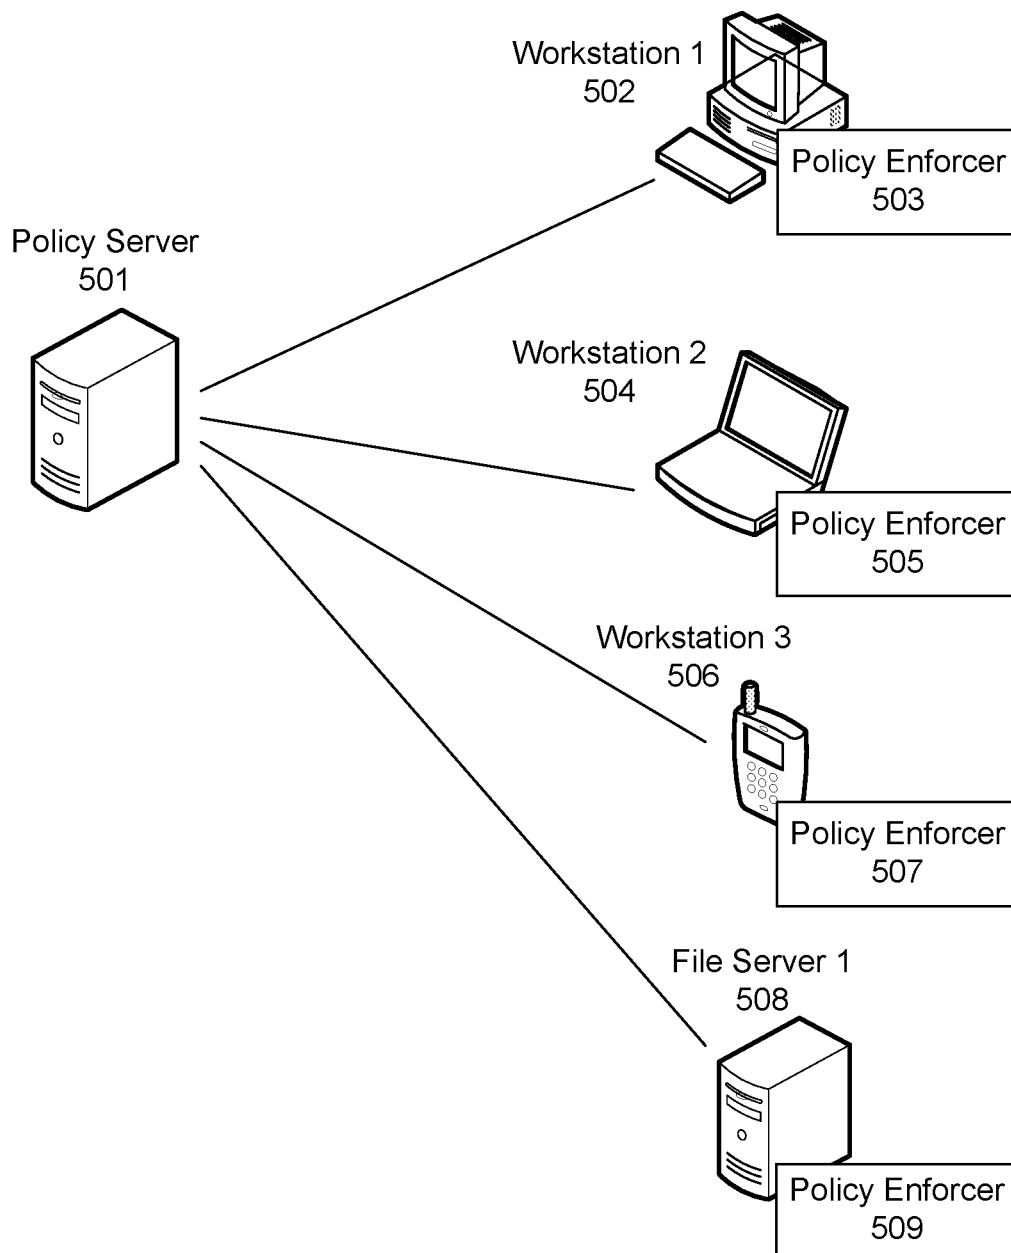 Workstation 1
502
Policy Enforcer
503
Policy Server
501
Workstation 2
504
Policy Enforcer
505
Workstation 3
506
Policy Enforcer
507
File Server 1
508
Policy Enforcer
509